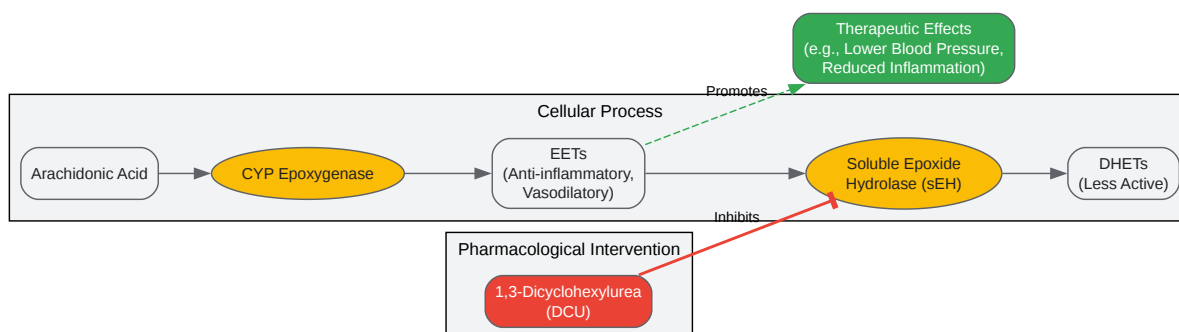 Therapeutic Effects
(e.g., Lower Blood Pressure,
Reduced Inflammation)
Promotes
Cellular Process
Arachidonic Acid
CYP Epoxygenase
EETs
(Anti-inflammatory,
Vasodilatory)
Soluble Epoxide
Hydrolase (sEH)
DHETs
(Less Active)
Inhibits
Pharmacological Intervention
1,3-Dicyclohexylurea
(DCU)